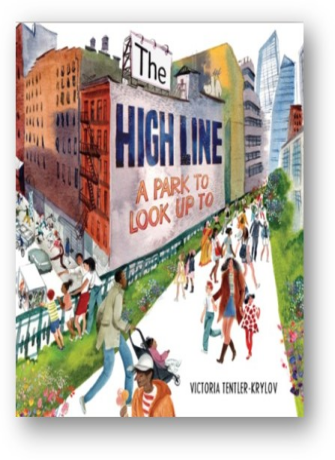 The
HIGH LINE
A PARK TO
LOOK UP TO
VICTORIA TENTLER-KRYLOV